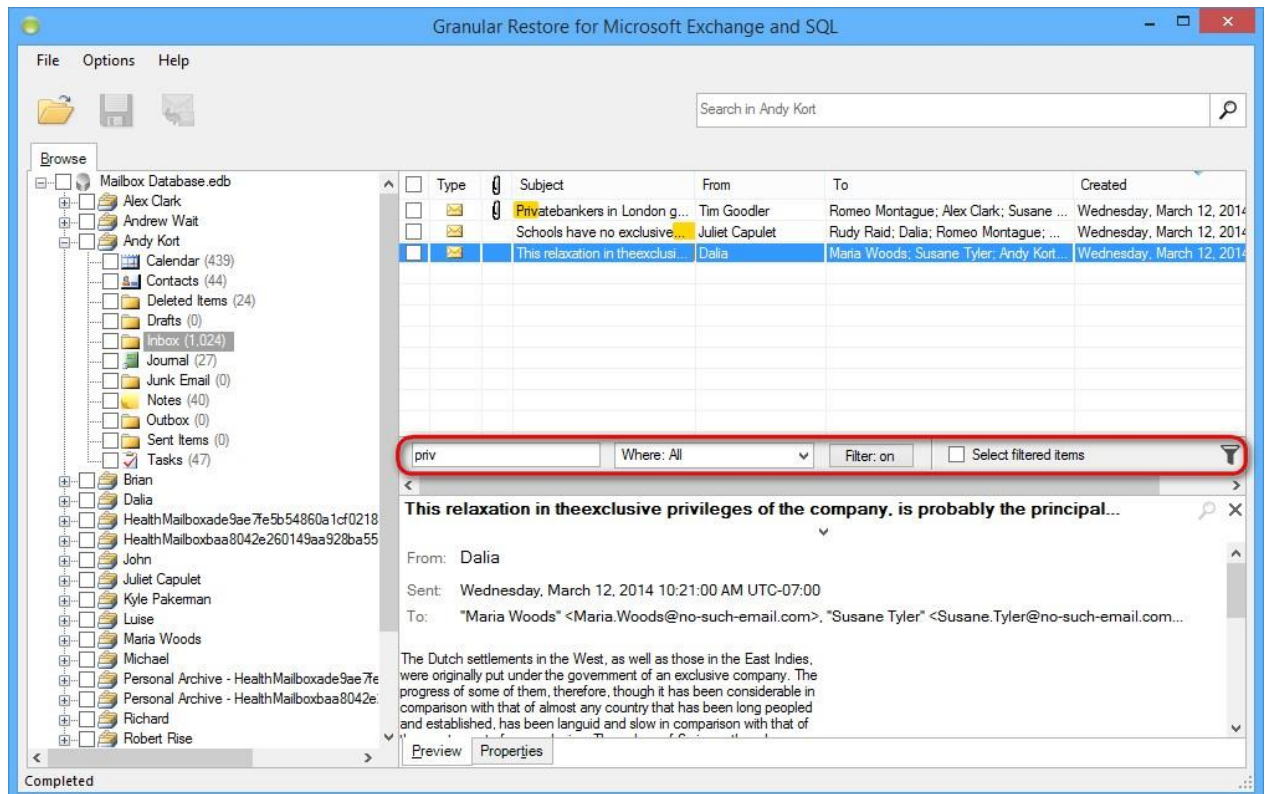 Granular Restore for Microsoft Exchange and SQL
File Options Help
Search in Andy Kort
Browse
Mailbox Database.edb
Alex Clark
Andrew Wait
Andy Kort
Calendar (439)
Contacts (44)
Deleted Items (24)
Drafts (0)
Inbox (1,024)
Journal (27)
Junk Email (0)
Notes (40)
Outbox (0)
Sent Items (0)
Tasks (47)
Brian
Dalia
HealthMailboxade9ae7fe5b54860a1cf0218
HealthMailboxbaa8042e260149aa928ba55
John
Juliet Capulet
Kyle Pakerman
Luise
Maria Woods
Michael
Personal Archive - HealthMailboxade9ae7fe
Personal Archive - HealthMailboxbaa8042e
Richard
Robert Rise
Type Subject From To Created
Privatebankers in London g... Tim Goodler Romeo Montague; Alex Clark; Susane ... Wednesday, March 12, 2014
Schools have no exclusive... Juliet Capulet Rudy Raid; Dalia; Romeo Montague; ... Wednesday, March 12, 2014
This relaxation in theexclusi... Dalia Maria Woods; Susane Tyler; Andy Kort... Wednesday, March 12, 2014
priv Where: All Filter: on Select filtered items
This relaxation in theexclusive privileges of the company, is probably the principal...
From: Dalia
Sent: Wednesday, March 12, 2014 10:21:00 AM UTC-07:00
To: "Maria Woods" <Maria.Woods@no-such-email.com>, "Susane Tyler" <Susane.Tyler@no-such-email.com...
The Dutch settlements in the West, as well as those in the East Indies,
were originally put under the government of an exclusive company. The
progress of some of them, therefore, though it has been considerable in
comparison with that of almost any country that has been long peopled
and established, has been languid and slow in comparison with that of
Preview Properties
Completed